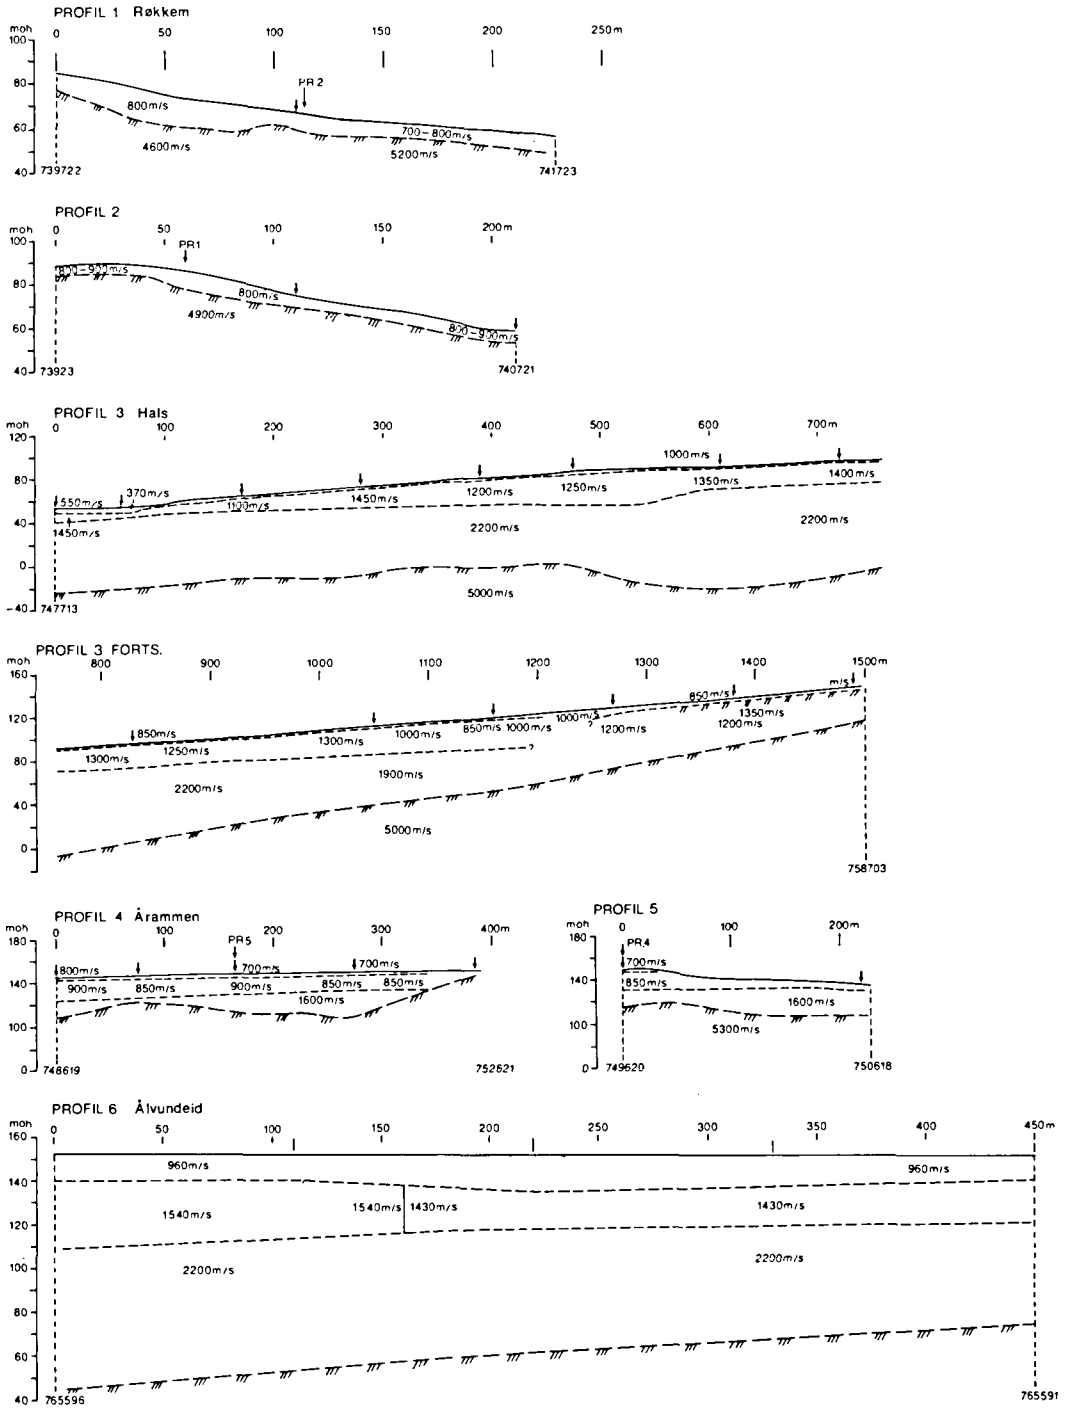 PROFIL 1 Røkkem
moh 0 50 100 150 200 250m
100
80
60
40
PR 2
800m/s
700-800m/s
4600m/s
5200m/s
739722 741723
PROFIL 2
moh 0 50 100 150 200m
100
80
60
40
PR1
800-900m/s
800m/s
4900m/s
800-900m/s
73923 740721
PROFIL 3 Hals
moh 0 100 200 300 400 500 600 700m
120
80
40
0
-40
1000m/s
550m/s 370m/s
1100m/s 1450m/s 1200m/s 1250m/s 1350m/s 1400m/s
1450m/s
2200m/s 2200m/s
5000m/s
747713
PROFIL 3 FORTS.
moh 800 900 1000 1100 1200 1300 1400 1500m
160
120
80
40
0
m/s
850m/s
1350m/s
850m/s 1300m/s 1000m/s 850m/s 1000m/s 1000m/s ? 1200m/s 1200m/s
1300m/s 1250m/s
?
2200m/s 1900m/s
5000m/s
758703
PROFIL 4 Årammen
moh 0 100 200 300 400m
180
140
100
0
PR5
800m/s 700m/s 700m/s
900m/s 850m/s 900m/s 850m/s 850m/s
1600m/s
748619 752621
PROFIL 5
moh 0 100 200
180
140
100
0
PR4
700m/s
850m/s
1600m/s
5300m/s
749620 750618
PROFIL 6 Ålvundeid
moh 0 50 100 150 200 250 300 350 400 450m
160
140
120
100
80
60
40
960m/s 960m/s
1540m/s 1540m/s 1430m/s 1430m/s
2200m/s 2200m/s
765596 765591